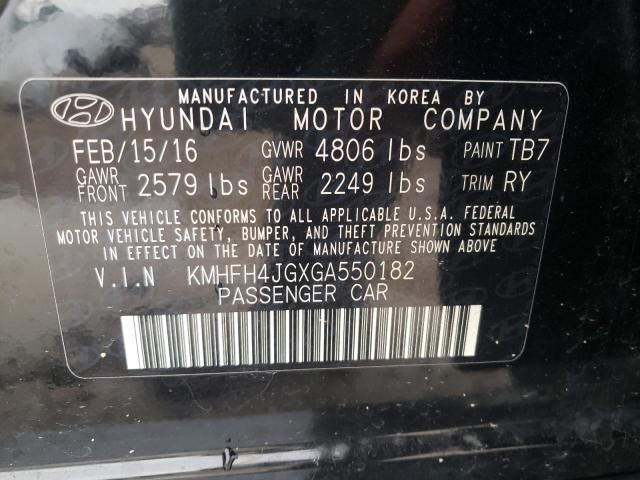 MANUFACTURED IN KOREA BY
HYUNDAI MOTOR COMPANY
FEB/15/16 GVWR 4806 lbs PAINT TB7
GAWR FRONT 2579 lbs GAWR REAR 2249 lbs TRIM RY
THIS VEHICLE CONFORMS TO ALL APPLICABLE U.S.A. FEDERAL
MOTOR VEHICLE SAFETY, BUMPER, AND THEFT PREVENTION STANDARDS
IN EFFECT ON THE DATE OF MANUFACTURE SHOWN ABOVE
V.I.N KMHFH4JGXGA550182
PASSENGER CAR